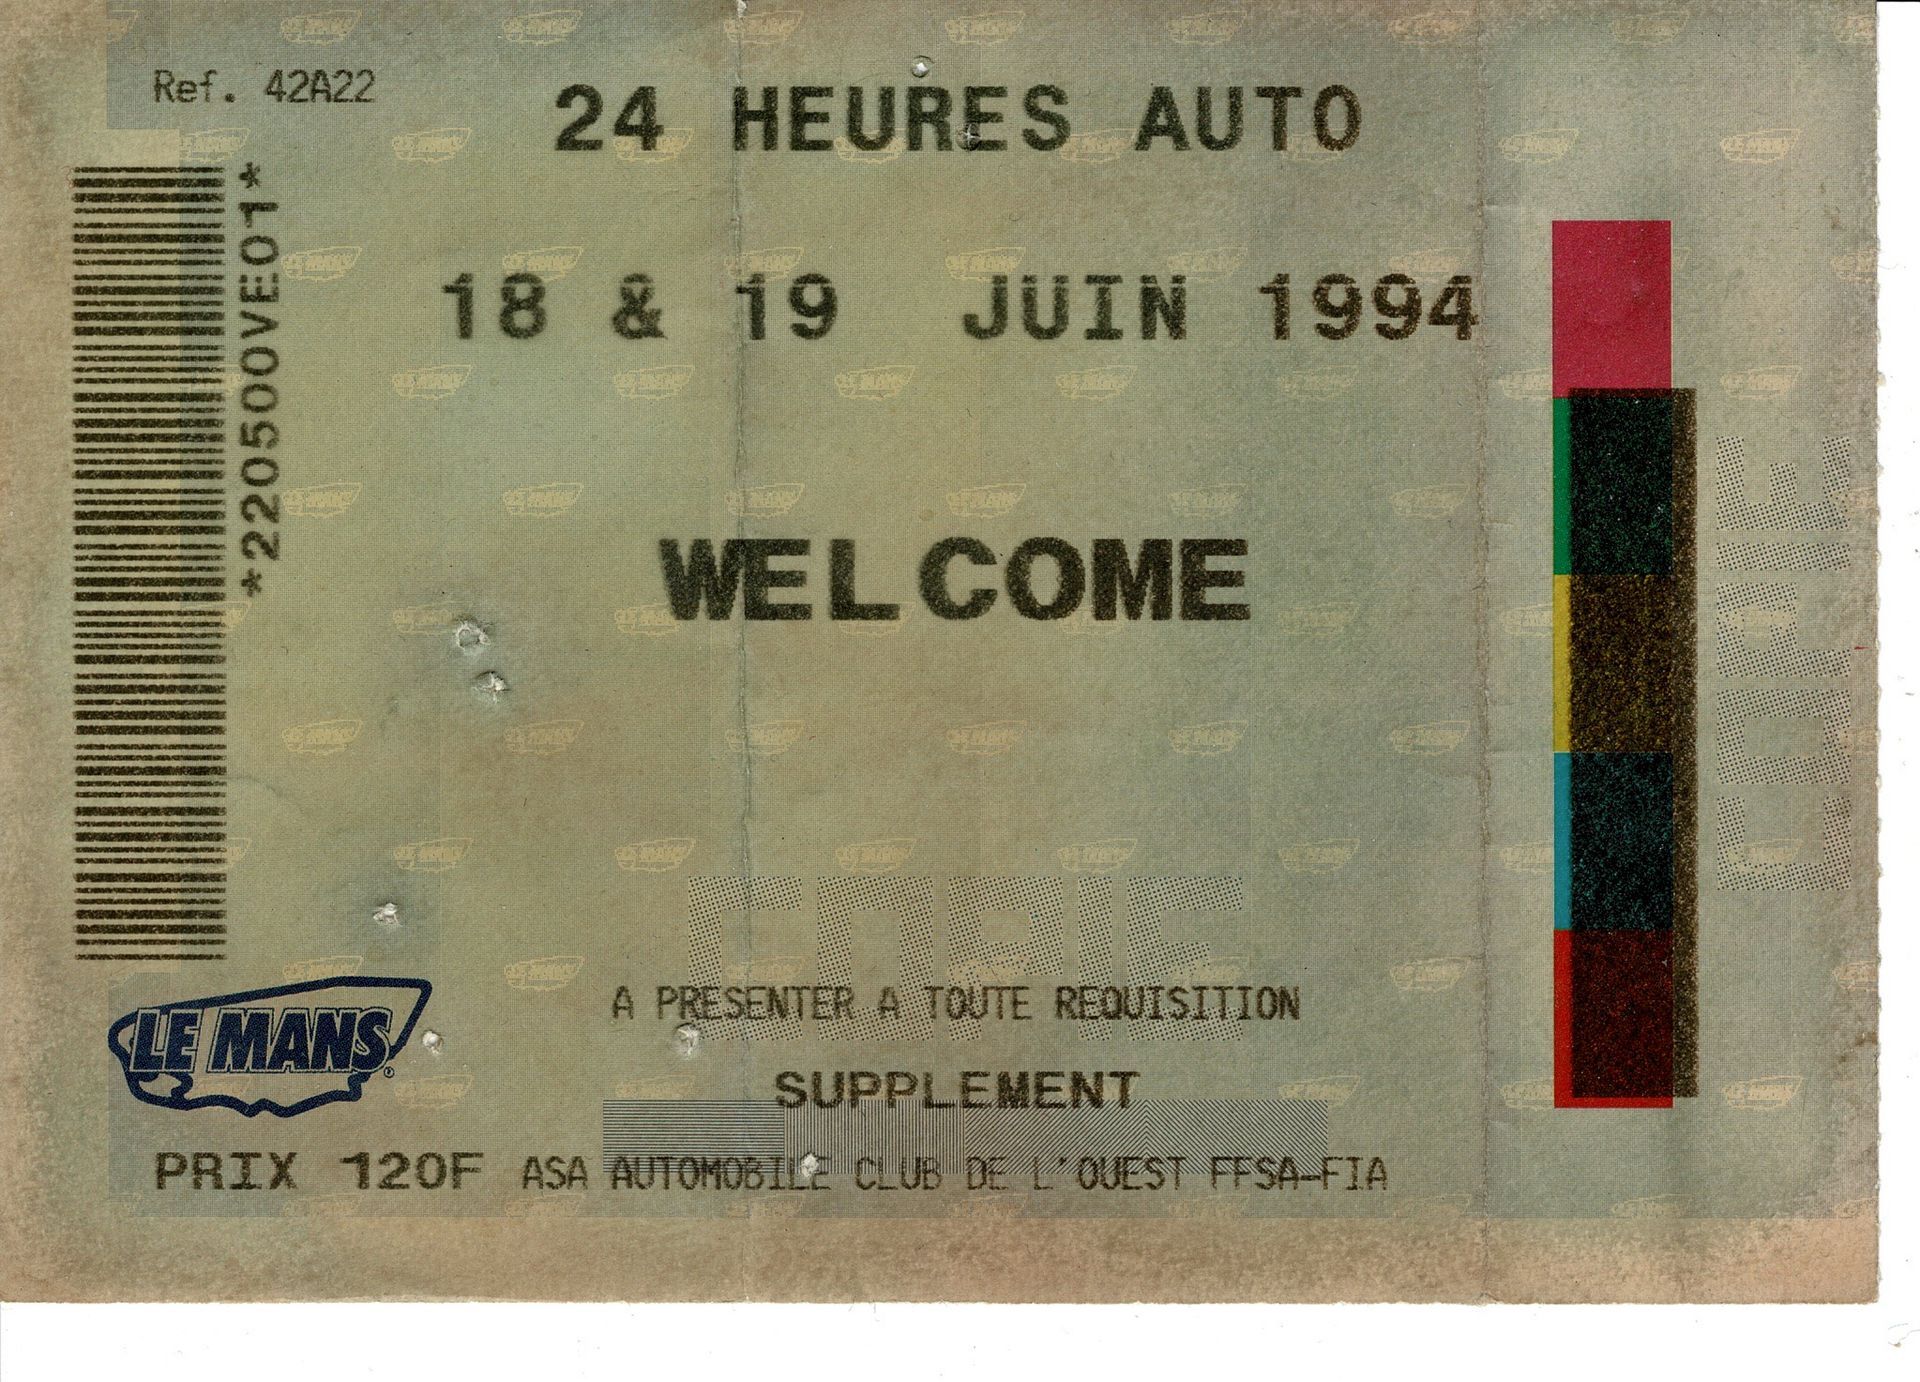 Ref. 42A22
24 HEURES AUTO
*220500VE01*
18 & 19 JUIN 1994
WELCOME
COPIE
COPIE
A PRESENTER A TOUTE REQUISITION
LE MANS
SUPPLEMENT
PRIX 120F ASA AUTOMOBILE CLUB DE L'OUEST FFSA-FIA